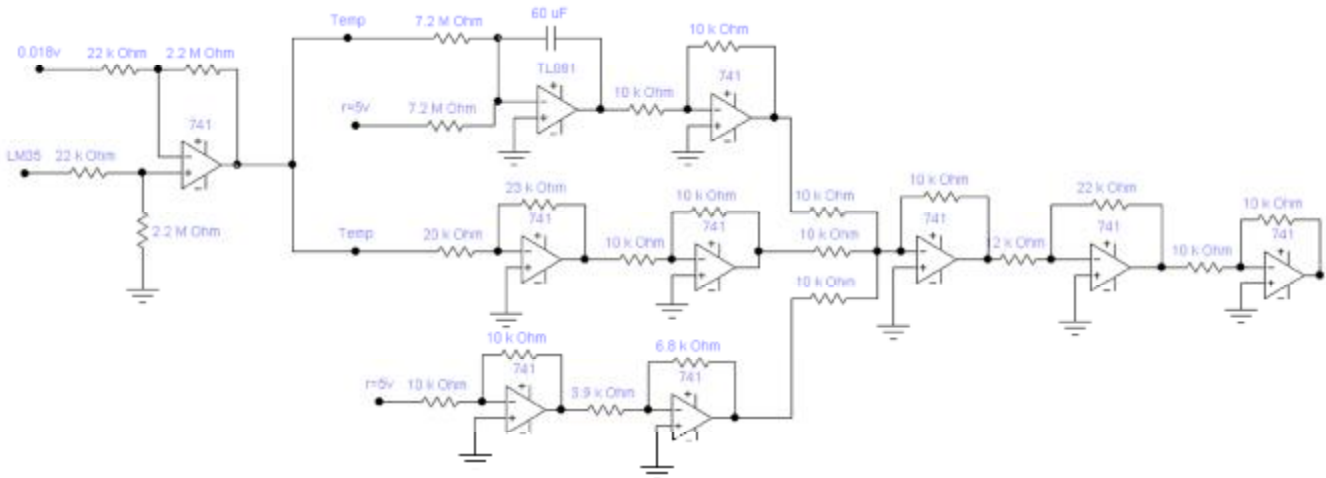 0.018v
22 k Ohm
2.2 M Ohm
741
LM35
22 k Ohm
2.2 M Ohm
Temp
7.2 M Ohm
60 uF
TL081
r=5v
7.2 M Ohm
10 k Ohm
10 k Ohm
741
Temp
20 k Ohm
23 k Ohm
741
10 k Ohm
10 k Ohm
741
10 k Ohm
10 k Ohm
10 k Ohm
r=5v
10 k Ohm
10 k Ohm
741
3.9 k Ohm
6.8 k Ohm
741
10 k Ohm
741
2 k Ohm
22 k Ohm
741
10 k Ohm
10 k Ohm
741